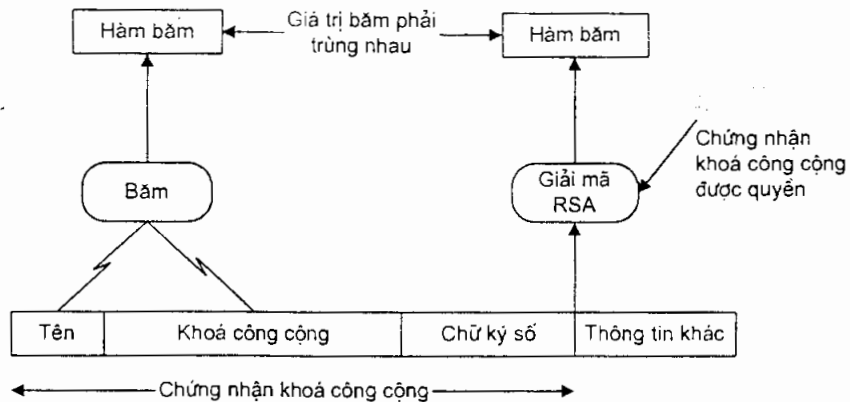 Hàm băm
Giá trị băm phải
trùng nhau
Hàm băm
Băm
Giải mã
RSA
Chứng nhận
khoá công cộng
được quyền
Tên
Khoá công cộng
Chữ ký số
Thông tin khác
Chứng nhận khoá công cộng